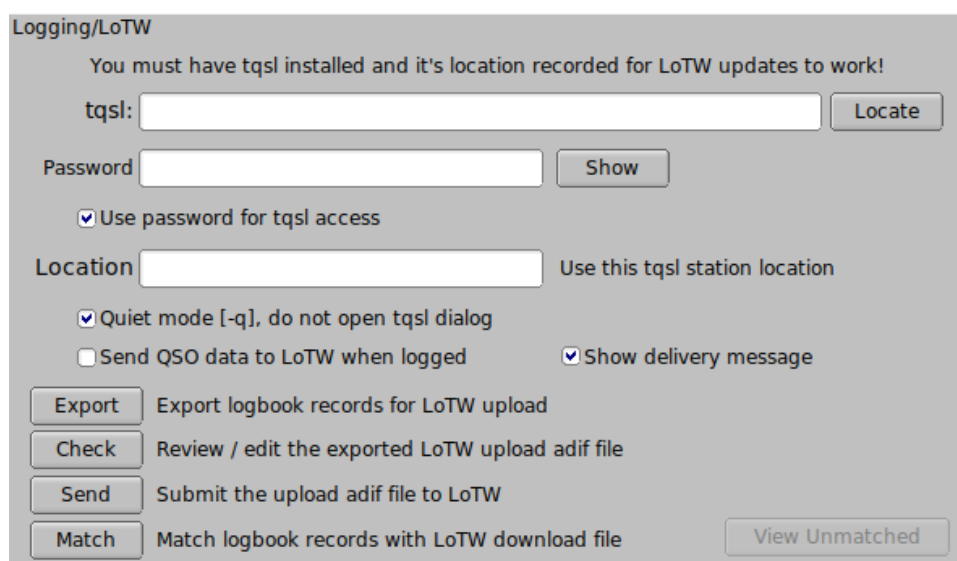 Logging/LoTW
You must have tqsl installed and it's location recorded for LoTW updates to work!
tqsl: Locate
Password Show
Use password for tqsl access
Location Use this tqsl station location
Quiet mode [-q], do not open tqsl dialog
Send QSO data to LoTW when logged Show delivery message
Export Export logbook records for LoTW upload
Check Review / edit the exported LoTW upload adif file
Send Submit the upload adif file to LoTW
Match Match logbook records with LoTW download file View Unmatched